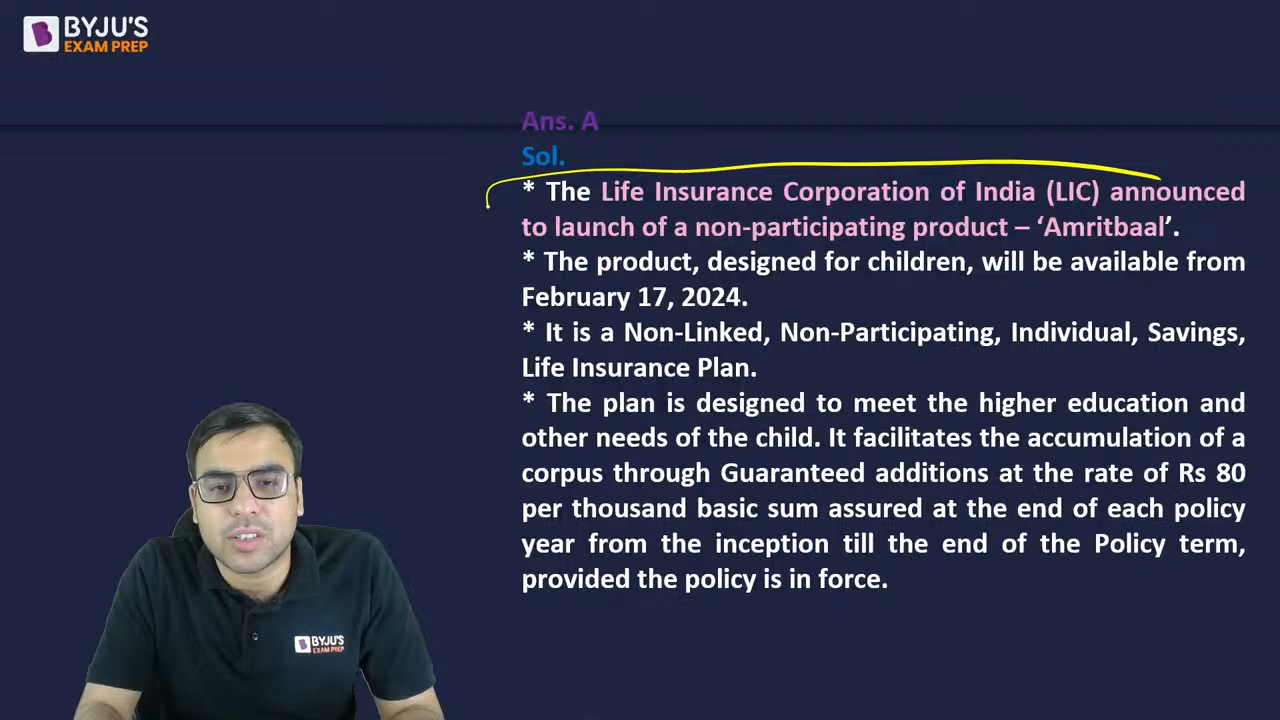 BYJU'S
EXAM PREP
Ans. A
Sol.
* The Life Insurance Corporation of India (LIC) announced
to launch of a non-participating product – ‘Amritbaal’.
* The product, designed for children, will be available from
February 17, 2024.
* It is a Non-Linked, Non-Participating, Individual, Savings,
Life Insurance Plan.
* The plan is designed to meet the higher education and
other needs of the child. It facilitates the accumulation of a
corpus through Guaranteed additions at the rate of Rs 80
per thousand basic sum assured at the end of each policy
year from the inception till the end of the Policy term,
provided the policy is in force.
BYJU'S
EXAM PREP